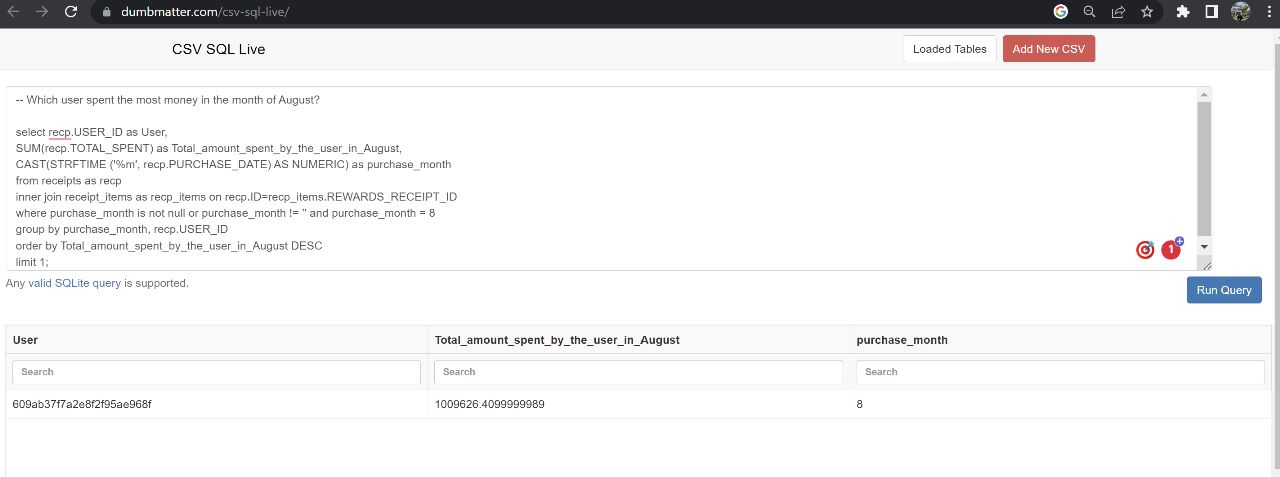 dumbmatter.com/csv-sql-live/
CSV SQL Live
Loaded Tables
Add New CSV
-- Which user spent the most money in the month of August?
select recp.USER_ID as User,
SUM(recp.TOTAL_SPENT) as Total_amount_spent_by_the_user_in_August,
CAST(STRFTIME ('%m', recp.PURCHASE_DATE) AS NUMERIC) as purchase_month
from receipts as recp
inner join receipt_items as recp_items on recp.ID=recp_items.REWARDS_RECEIPT_ID
where purchase_month is not null or purchase_month != '' and purchase_month = 8
group by purchase_month, recp.USER_ID
order by Total_amount_spent_by_the_user_in_August DESC
limit 1;
1
Any valid SQLite query is supported.
Run Query
User Total_amount_spent_by_the_user_in_August purchase_month
Search Search Search
609ab37f7a2e8f2f95ae968f 1009626.4099999989 8